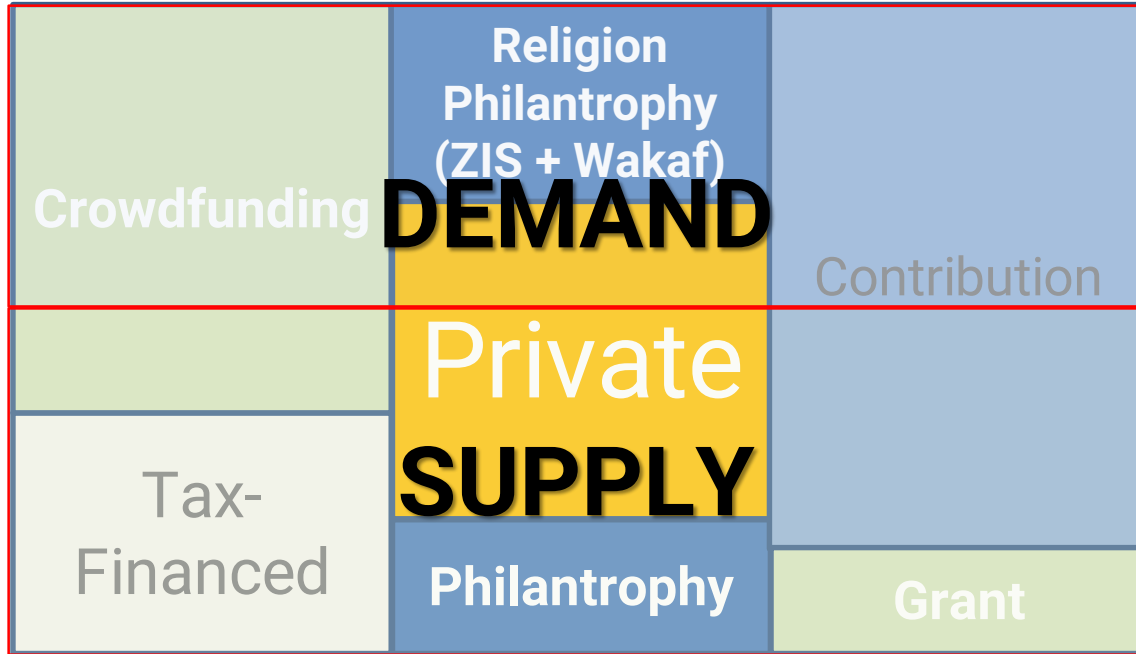 Religion
Philantrophy
(ZIS + Wakaf)
Crowdfunding
DEMAND
Contribution
Private
SUPPLY
Tax-
Financed
Philantrophy
Grant